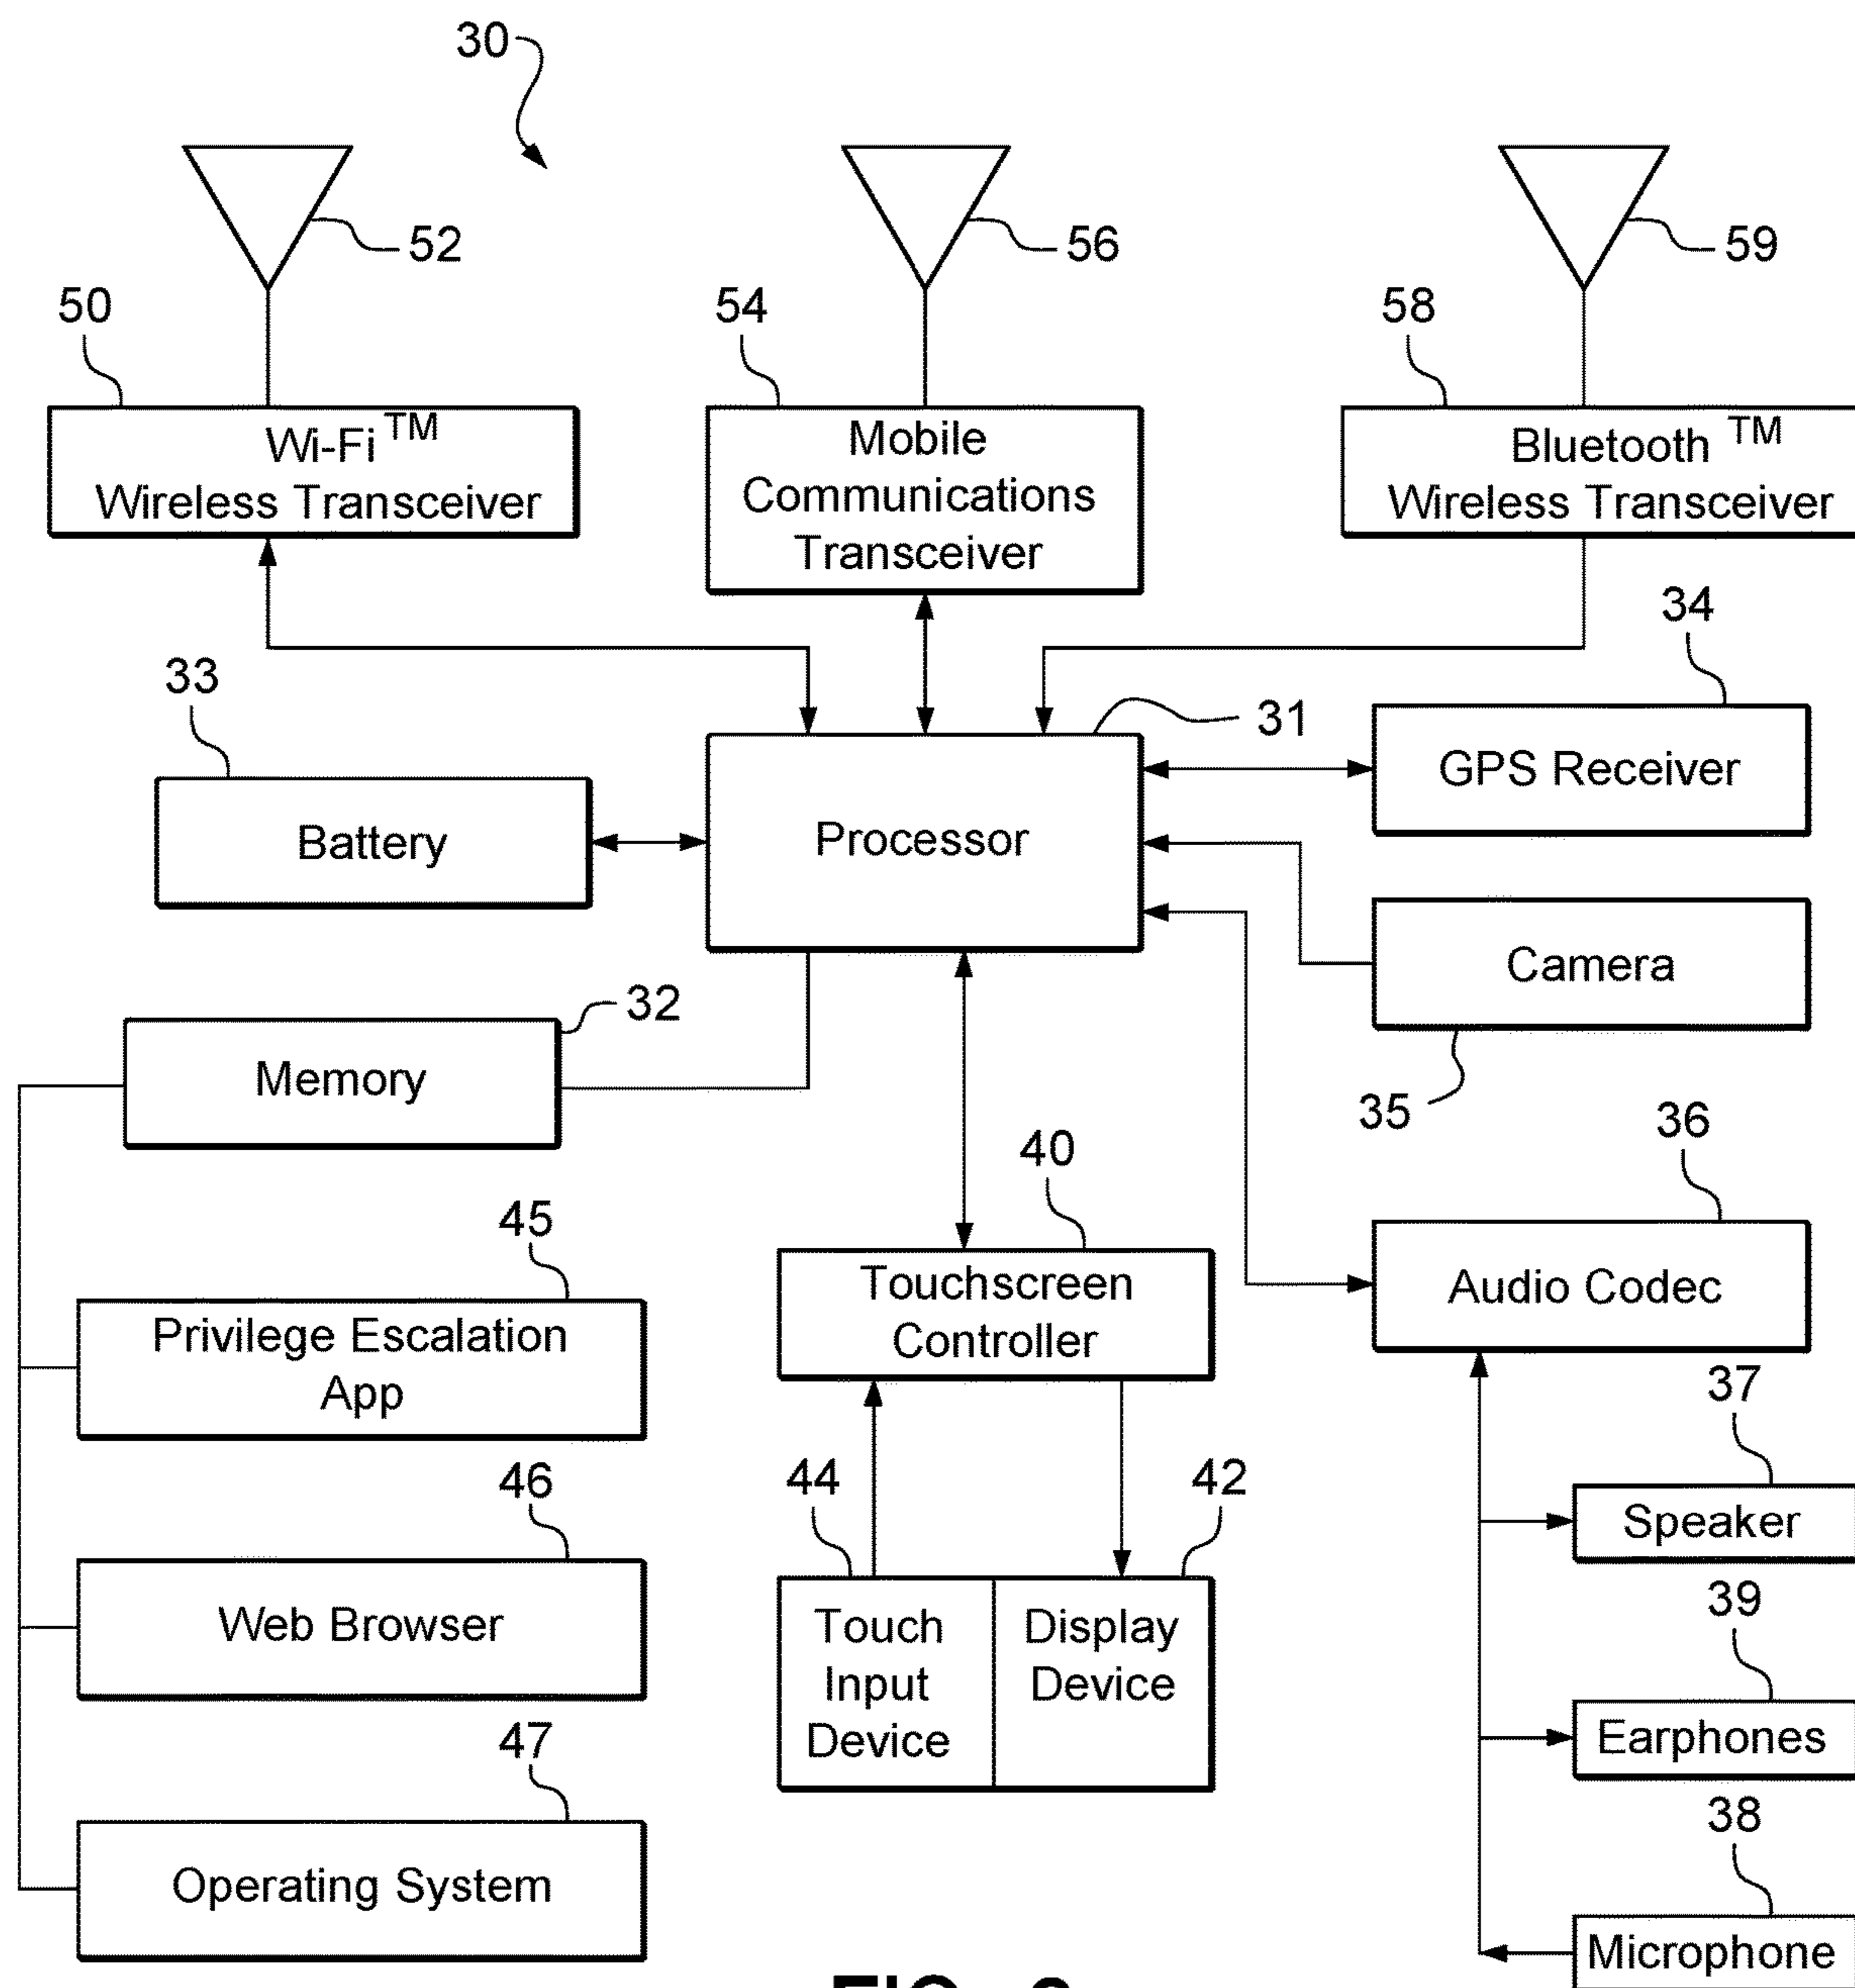 30
52
56
59
50
54
58
Wi-Fi™
Wireless Transceiver
Mobile
Communications
Transceiver
Bluetooth ™
Wireless Transceiver
34
33
31
GPS Receiver
Battery
Processor
Camera
32
Memory
35
36
40
45
Touchscreen
Controller
Audio Codec
Privilege Escalation
App
37
44
42
46
Speaker
39
Touch
Input
Device
Display
Device
Web Browser
Earphones
47
38
Operating System
Microphone